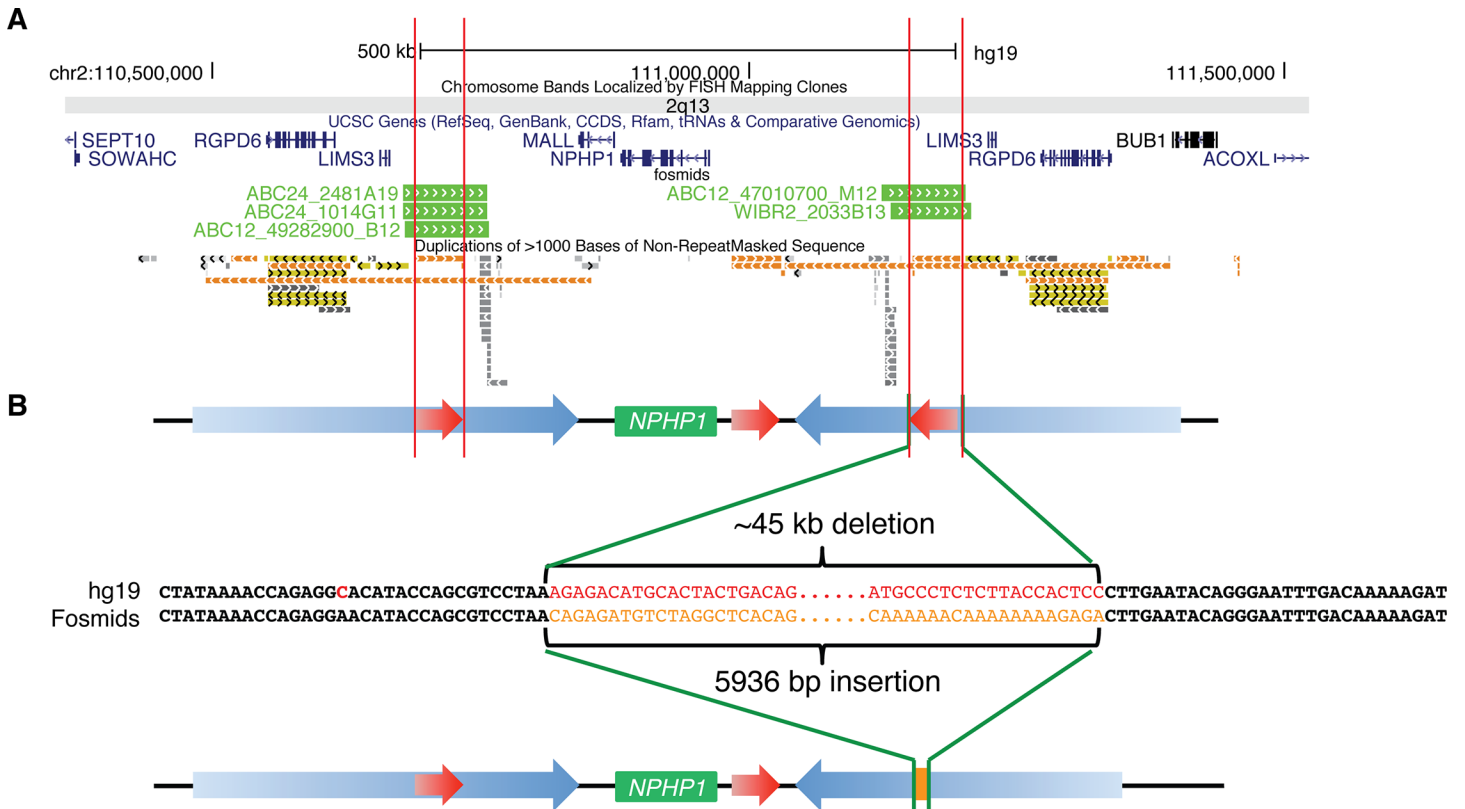 A
500 kb hg19
chr2:110,500,000 111,000,000 111,500,000
Chromosome Bands Localized by FISH Mapping Clones
2q13
UCSC Genes (RefSeq, GenBank, CCDS, Rfam, tRNAs & Comparative Genomics)
SEPT10 RGPD6 MALL LIMS3 BUB1
SOWAHC LIMS3 NPHP1 RGPD6 ACOXL
fosmids
ABC24_2481A19 ABC12_47010700_M12
ABC24_1014G11 WIBR2_2033B13
ABC12_49282900_B12
Duplications of >1000 Bases of Non-RepeatMasked Sequence
B
NPHP1
~45 kb deletion
hg19 CTATAAAACCAGAGGCACATACCAGCGTCCTAAAGAGACATGCACTACTGACAG......ATGCCCTCTCTTACCACTCCCTTGAATACAGGGAATTTGACAAAAAGAT
Fosmids CTATAAAACCAGAGGAACATACCAGCGTCCTAACAGAGATGTCTAGGCTCACAG......CAAAAAACAAAAAAAAGAGACTTGAATACAGGGAATTTGACAAAAAGAT
5936 bp insertion
NPHP1